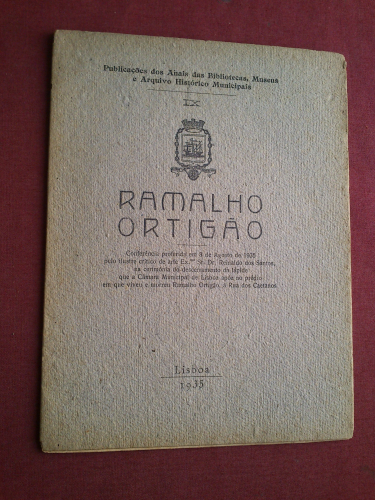 Publicações dos Anais das Bibliotecas, Museus
e Arquivo Histórico Municipais
IX
RAMALHO
ORTIGÃO
Conferência proferida em 3 de Agosto de 1935
pelo ilustre crítico de arte Ex.mo Sr. Dr. Reinaldo dos Santos,
na cerimónia do descerramento da lápide
que a Câmara Municipal de Lisboa apôs no prédio
em que viveu e morreu Ramalho Ortigão, à Rua dos Caetanos
Lisboa
1935